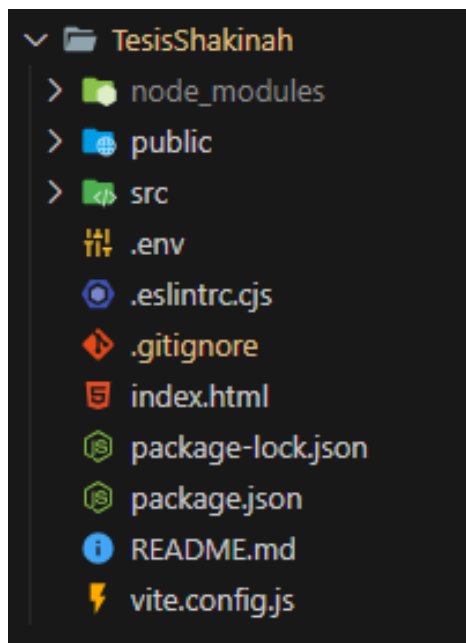 TesisShakinah
node_modules
public
src
.env
.eslintrc.cjs
.gitignore
index.html
package-lock.json
package.json
README.md
vite.config.js